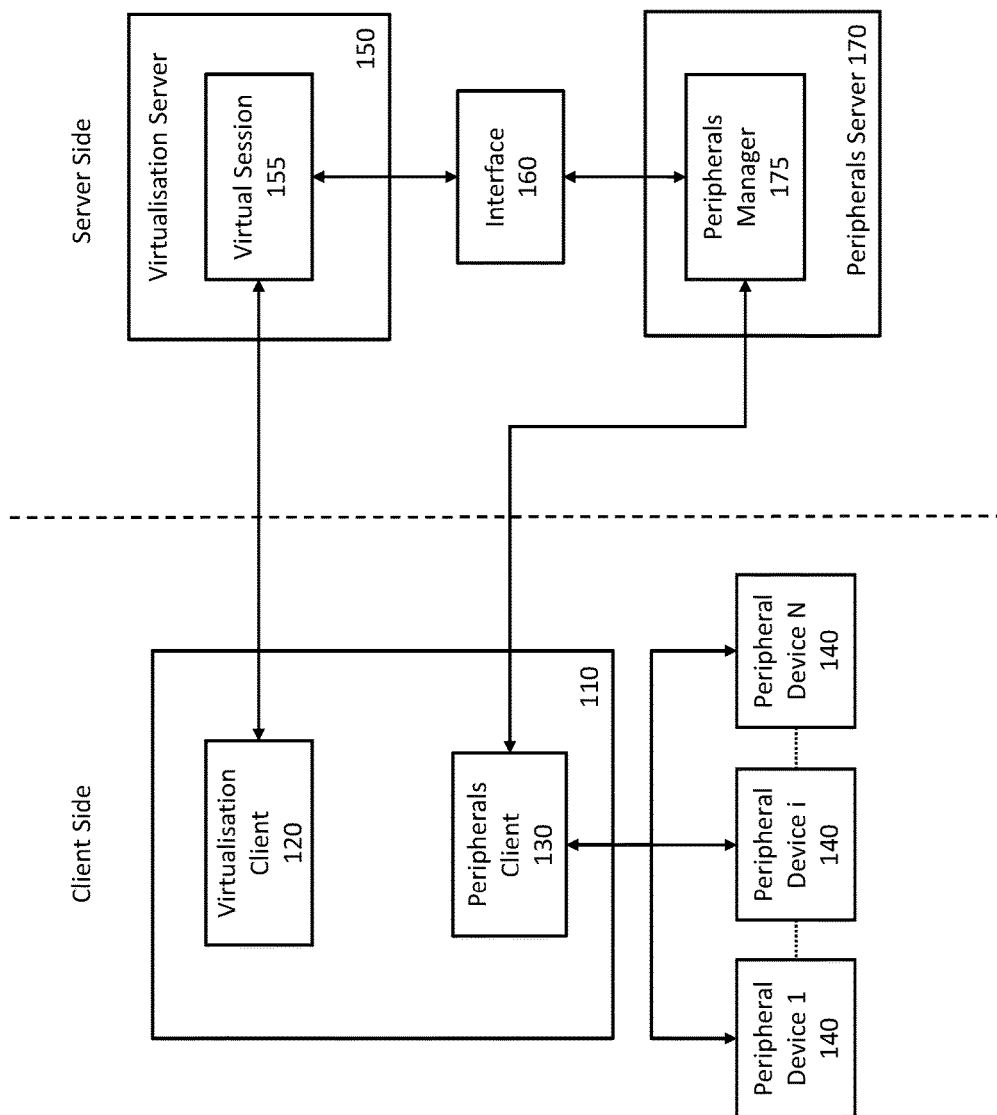 Client Side
Server Side
Virtualisation
Client
120
110
Peripherals
Client
130
Peripheral
Device 1
140
Peripheral
Device i
140
Peripheral
Device N
140
Virtualisation Server
Virtual Session
155
150
Interface
160
Peripherals
Manager
175
Peripherals Server 170